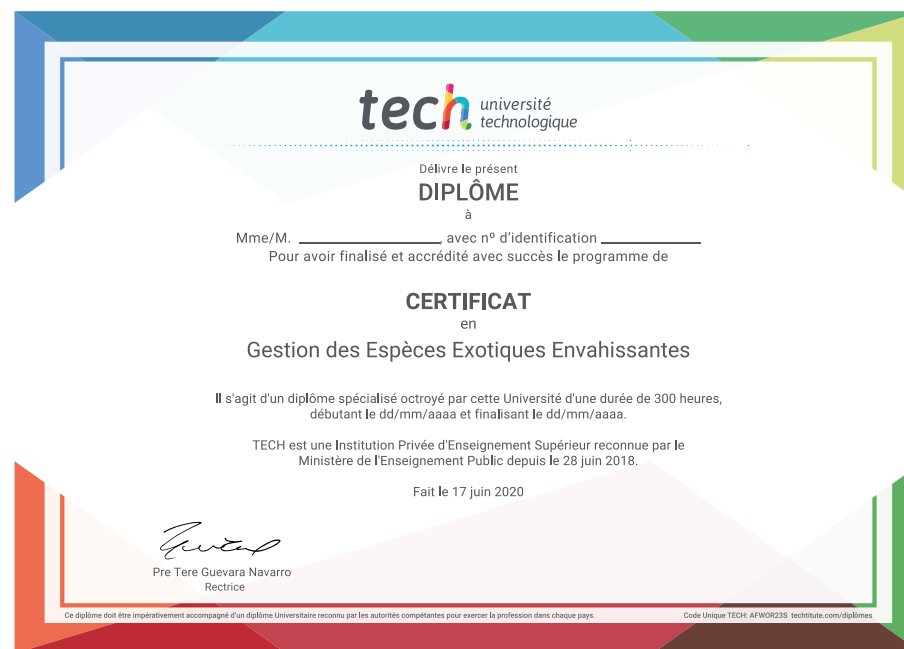 tech université
technologique
Délivre le présent
DIPLÔME
à
Mme/M. ____________, avec nº d'identification ____________
Pour avoir finalisé et accrédité avec succès le programme de
CERTIFICAT
en
Gestion des Espèces Exotiques Envahissantes
Il s'agit d'un diplôme spécialisé octroyé par cette Université d'une durée de 300 heures,
débutant le dd/mm/aaaa et finalisant le dd/mm/aaaa.
TECH est une Institution Privée d'Enseignement Supérieur reconnue par le
Ministère de l'Enseignement Public depuis le 28 juin 2018.
Fait le 17 juin 2020
Pre Tere Guevara Navarro
Rectrice
Ce diplôme doit être impérativement accompagné d'un diplôme Universitaire reconnu par les autorités compétentes pour exercer la profession dans chaque pays.
Code Unique TECH: AFWOR23S techtitute.com/diplômes